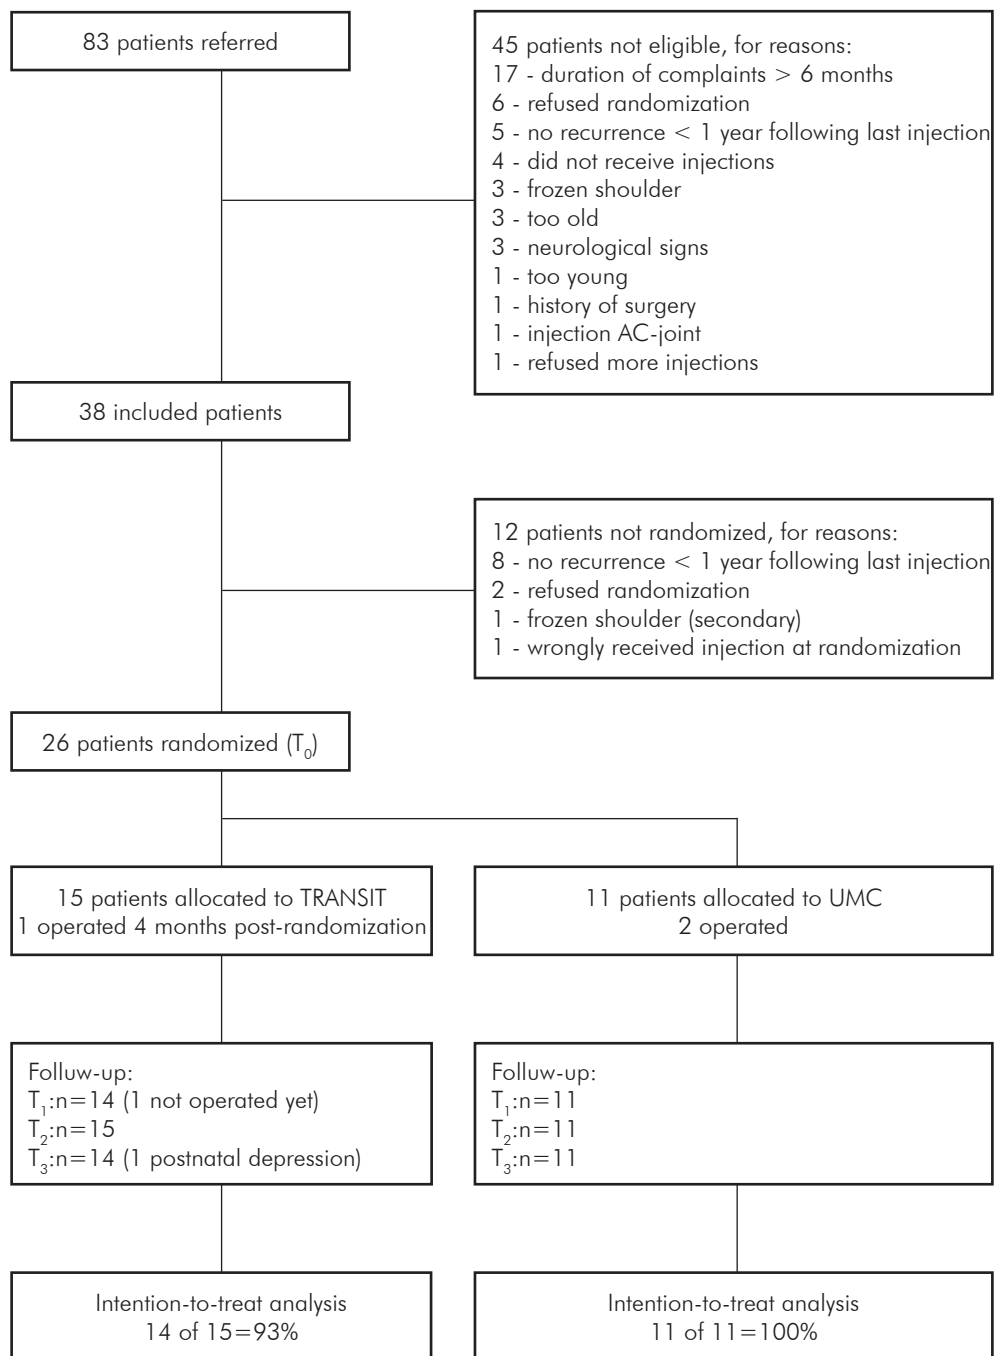 83 patients referred
45 patients not eligible, for reasons:
17 - duration of complaints > 6 months
6 - refused randomization
5 - no recurrence < 1 year following last injection
4 - did not receive injections
3 - frozen shoulder
3 - too old
3 - neurological signs
1 - too young
1 - history of surgery
1 - injection AC-joint
1 - refused more injections
38 included patients
12 patients not randomized, for reasons:
8 - no recurrence < 1 year following last injection
2 - refused randomization
1 - frozen shoulder (secondary)
1 - wrongly received injection at randomization
26 patients randomized (T₀)
15 patients allocated to TRANSIT
1 operated 4 months post-randomization
11 patients allocated to UMC
2 operated
Folluw-up:
T₁:n=14 (1 not operated yet)
T₂:n=15
T₃:n=14 (1 postnatal depression)
Folluw-up:
T₁:n=11
T₂:n=11
T₃:n=11
Intention-to-treat analysis
14 of 15=93%
Intention-to-treat analysis
11 of 11=100%